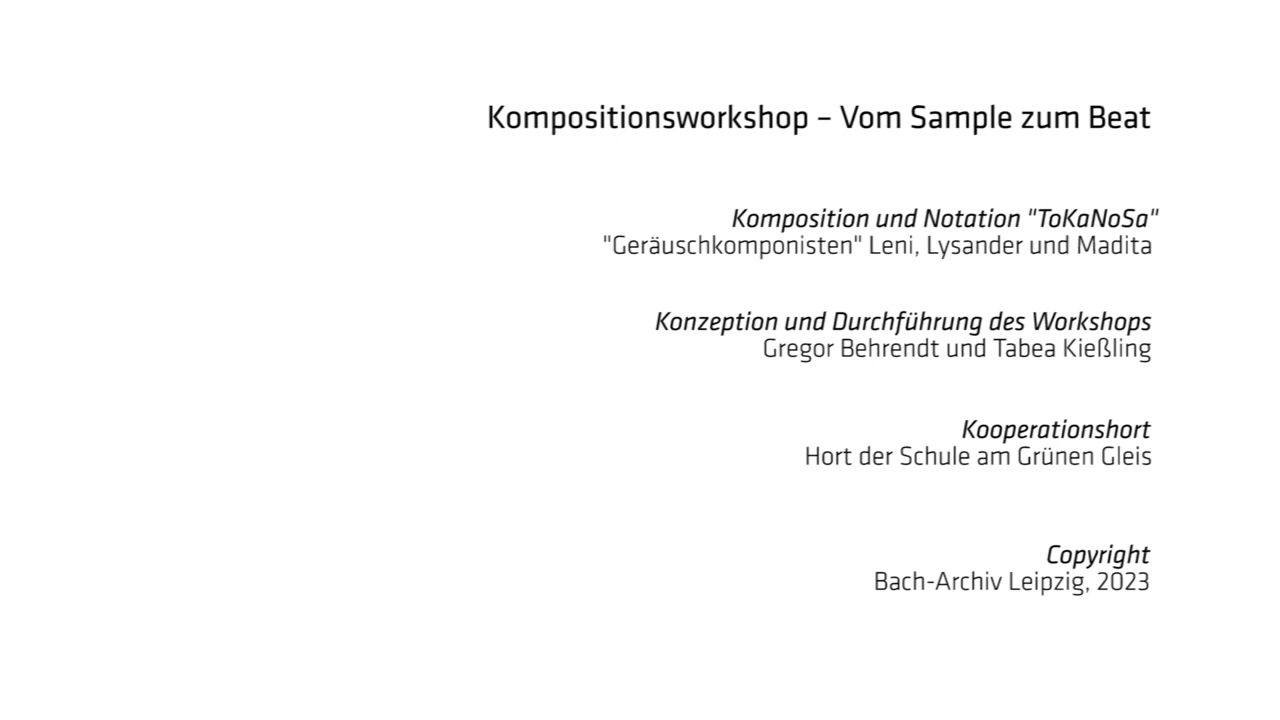 Kompositionsworkshop – Vom Sample zum Beat
Komposition und Notation "ToKaNoSa"
"Geräuschkomponisten" Leni, Lysander und Madita
Konzeption und Durchführung des Workshops
Gregor Behrendt und Tabea Kießling
Kooperationshort
Hort der Schule am Grünen Gleis
Copyright
Bach-Archiv Leipzig, 2023